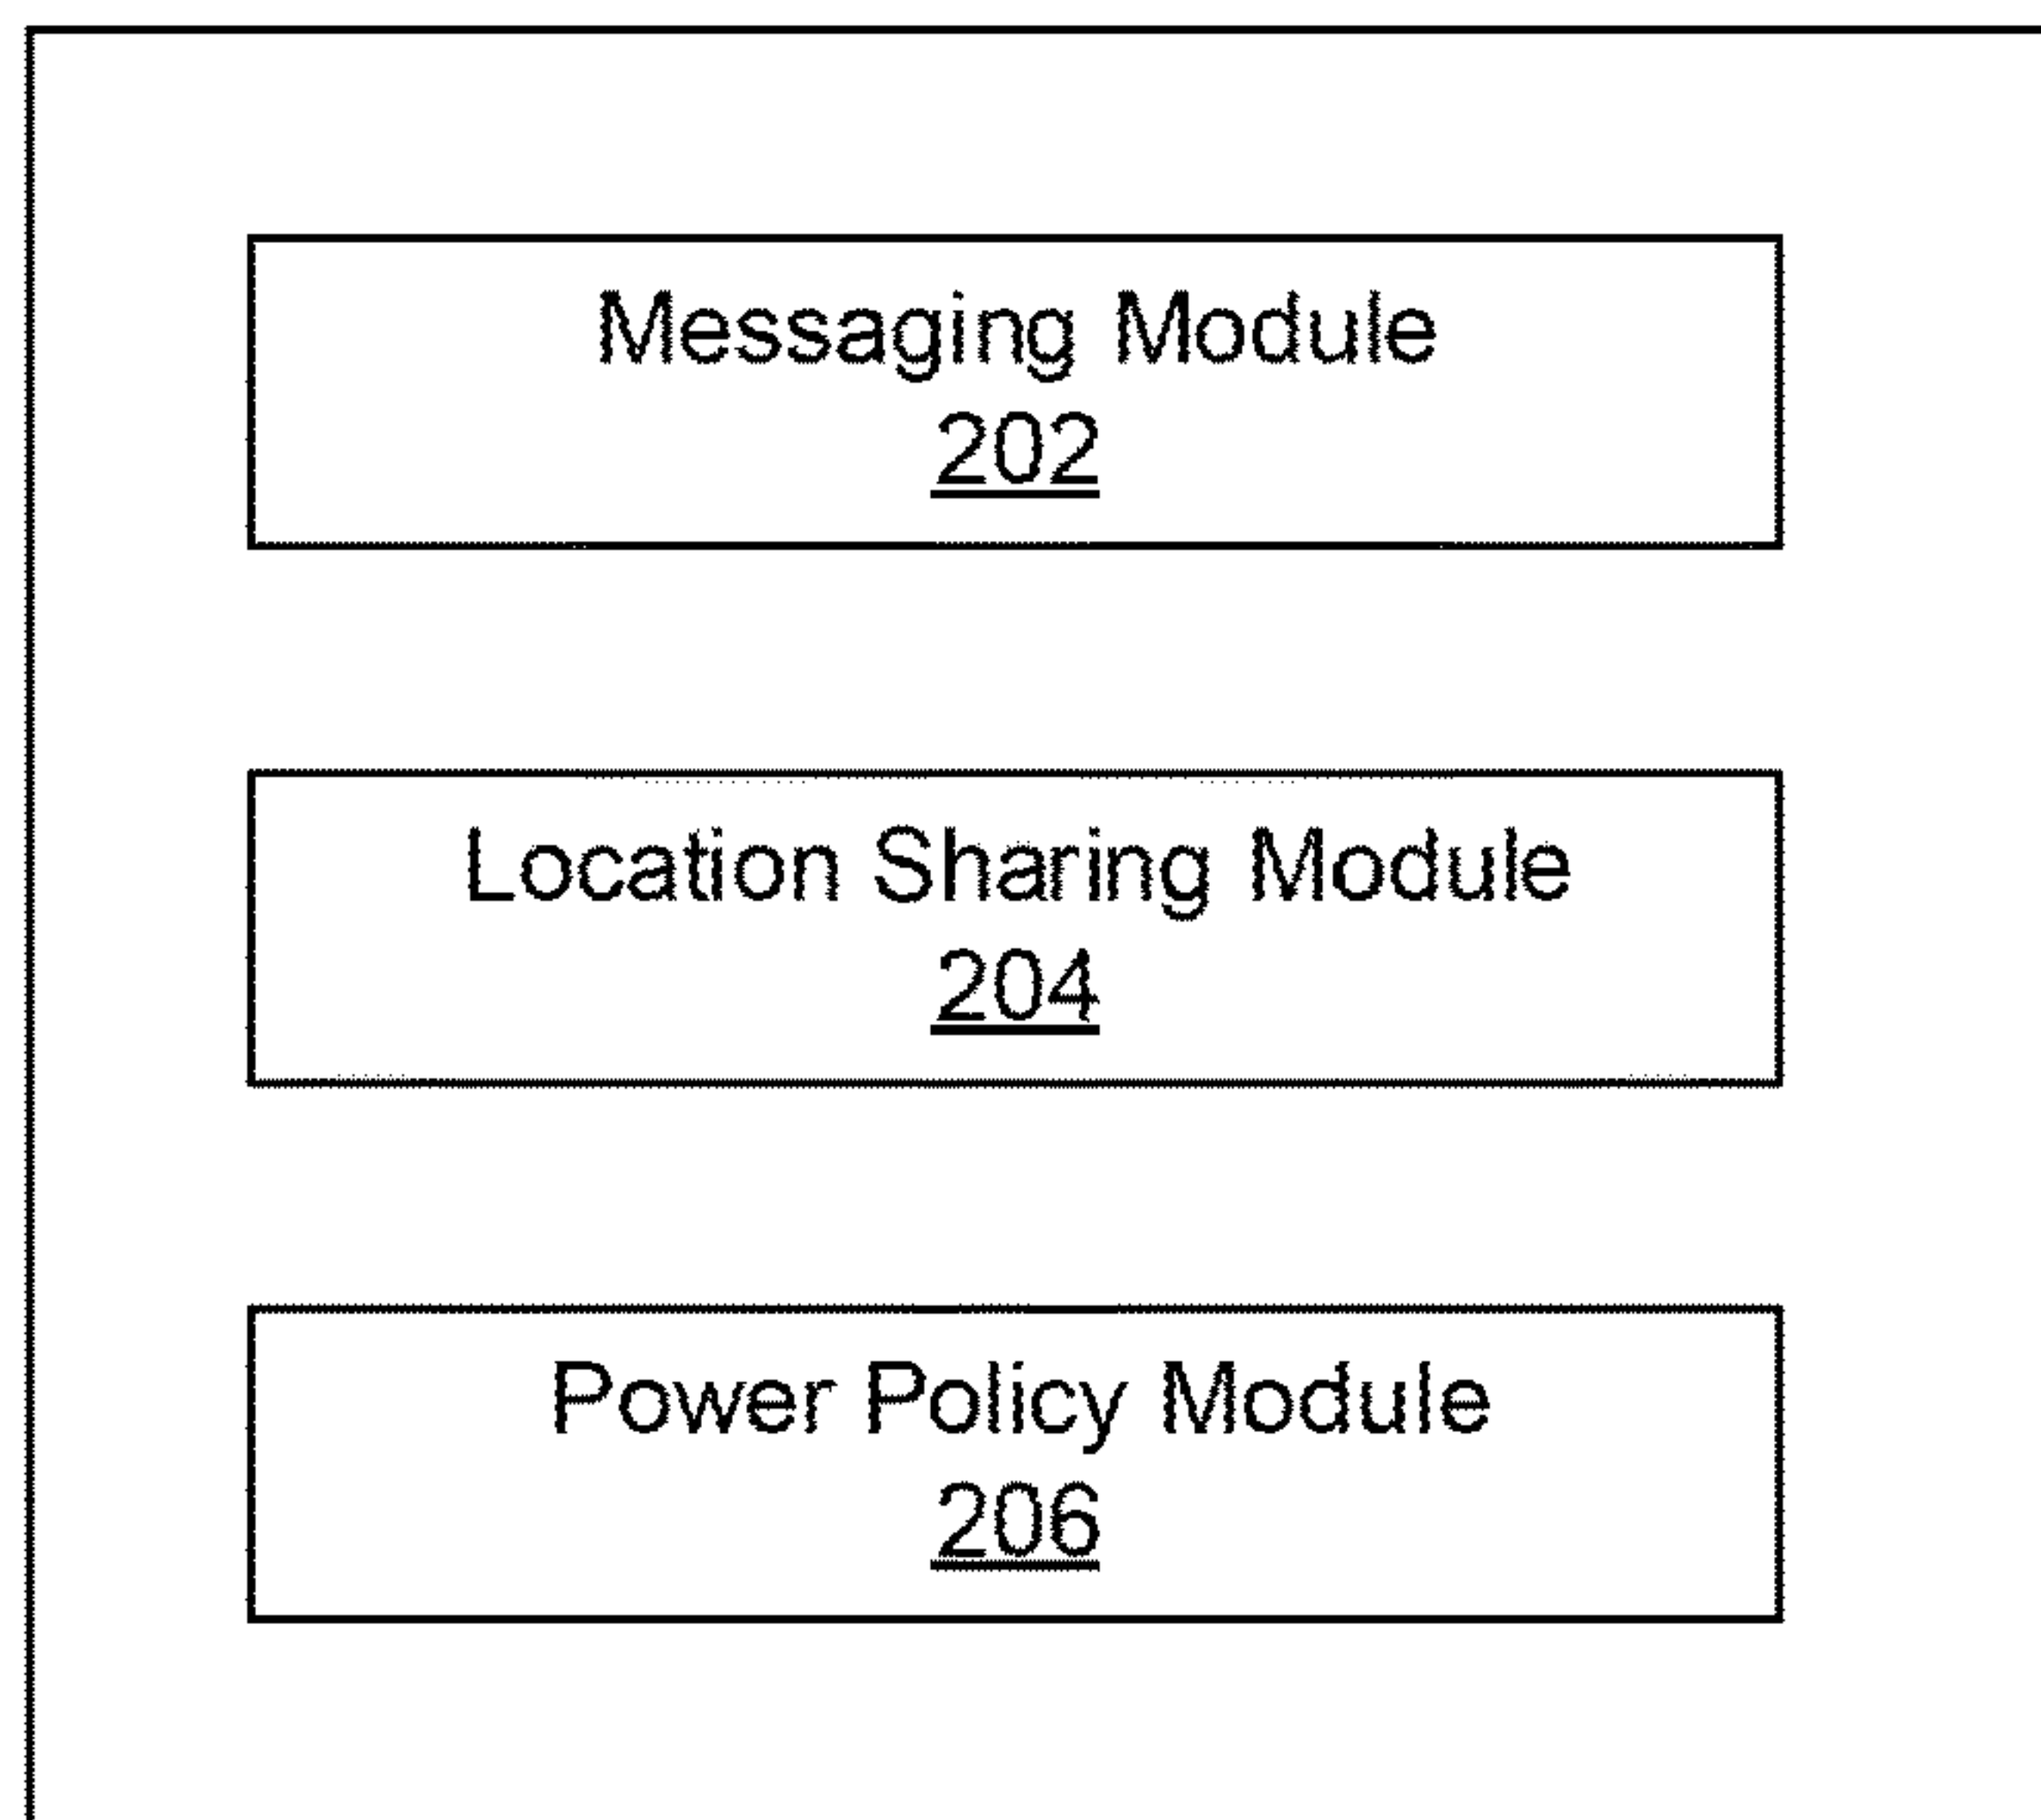 Messaging Module
202
Location Sharing Module
204
Power Policy Module
206